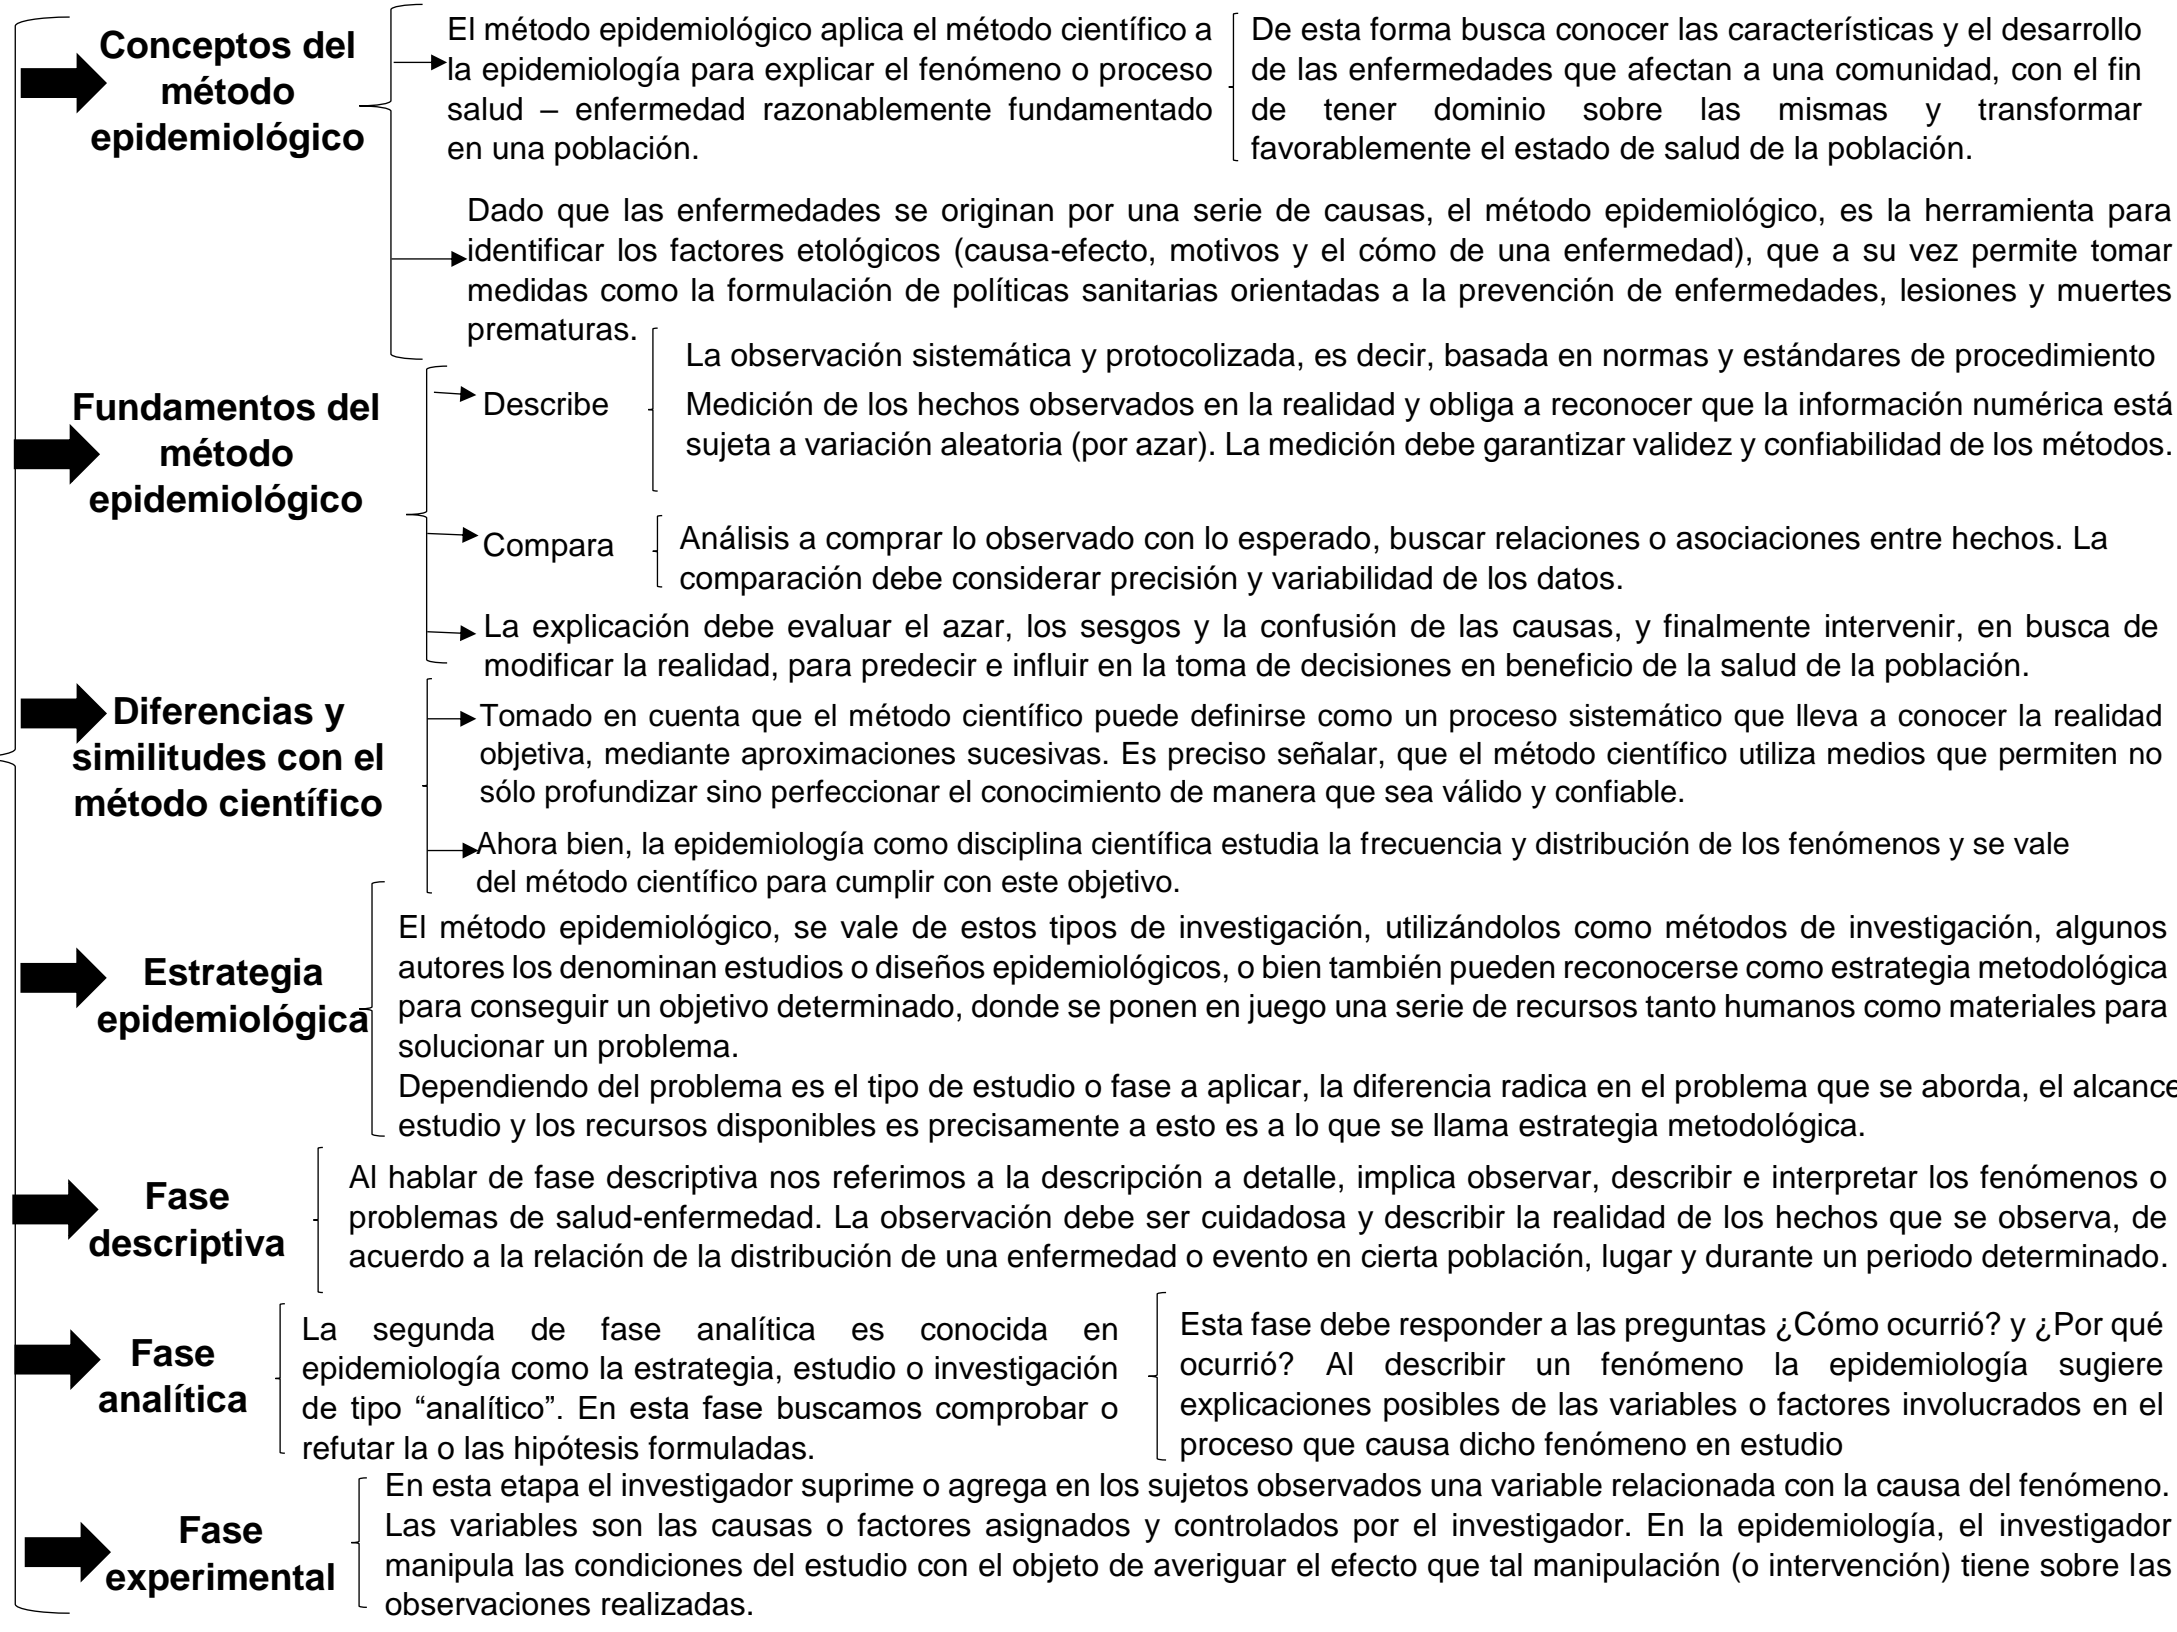 Conceptos del
método
epidemiológico
El método epidemiológico aplica el método científico a
la epidemiología para explicar el fenómeno o proceso
salud – enfermedad razonablemente fundamentado
en una población.
De esta forma busca conocer las características y el desarrollo
de las enfermedades que afectan a una comunidad, con el fin
de tener dominio sobre las mismas y transformar
favorablemente el estado de salud de la población.
Dado que las enfermedades se originan por una serie de causas, el método epidemiológico, es la herramienta para
identificar los factores etológicos (causa-efecto, motivos y el cómo de una enfermedad), que a su vez permite tomar
medidas como la formulación de políticas sanitarias orientadas a la prevención de enfermedades, lesiones y muertes
prematuras.
Fundamentos del
método
epidemiológico
Describe
La observación sistemática y protocolizada, es decir, basada en normas y estándares de procedimiento
Medición de los hechos observados en la realidad y obliga a reconocer que la información numérica está
sujeta a variación aleatoria (por azar). La medición debe garantizar validez y confiabilidad de los métodos.
Compara
Análisis a comprar lo observado con lo esperado, buscar relaciones o asociaciones entre hechos. La
comparación debe considerar precisión y variabilidad de los datos.
La explicación debe evaluar el azar, los sesgos y la confusión de las causas, y finalmente intervenir, en busca de
modificar la realidad, para predecir e influir en la toma de decisiones en beneficio de la salud de la población.
Diferencias y
similitudes con el
método científico
Tomado en cuenta que el método científico puede definirse como un proceso sistemático que lleva a conocer la realidad
objetiva, mediante aproximaciones sucesivas. Es preciso señalar, que el método científico utiliza medios que permiten no
sólo profundizar sino perfeccionar el conocimiento de manera que sea válido y confiable.
Ahora bien, la epidemiología como disciplina científica estudia la frecuencia y distribución de los fenómenos y se vale
del método científico para cumplir con este objetivo.
Estrategia
epidemiológica
El método epidemiológico, se vale de estos tipos de investigación, utilizándolos como métodos de investigación, algunos
autores los denominan estudios o diseños epidemiológicos, o bien también pueden reconocerse como estrategia metodológica
para conseguir un objetivo determinado, donde se ponen en juego una serie de recursos tanto humanos como materiales para
solucionar un problema.
Dependiendo del problema es el tipo de estudio o fase a aplicar, la diferencia radica en el problema que se aborda, el alcance
estudio y los recursos disponibles es precisamente a esto es a lo que se llama estrategia metodológica.
Fase
descriptiva
Al hablar de fase descriptiva nos referimos a la descripción a detalle, implica observar, describir e interpretar los fenómenos o
problemas de salud-enfermedad. La observación debe ser cuidadosa y describir la realidad de los hechos que se observa, de
acuerdo a la relación de la distribución de una enfermedad o evento en cierta población, lugar y durante un periodo determinado.
Fase
analítica
La segunda de fase analítica es conocida en
epidemiología como la estrategia, estudio o investigación
de tipo “analítico”. En esta fase buscamos comprobar o
refutar la o las hipótesis formuladas.
Esta fase debe responder a las preguntas ¿Cómo ocurrió? y ¿Por qué
ocurrió? Al describir un fenómeno la epidemiología sugiere
explicaciones posibles de las variables o factores involucrados en el
proceso que causa dicho fenómeno en estudio
Fase
experimental
En esta etapa el investigador suprime o agrega en los sujetos observados una variable relacionada con la causa del fenómeno.
Las variables son las causas o factores asignados y controlados por el investigador. En la epidemiología, el investigador
manipula las condiciones del estudio con el objeto de averiguar el efecto que tal manipulación (o intervención) tiene sobre las
observaciones realizadas.